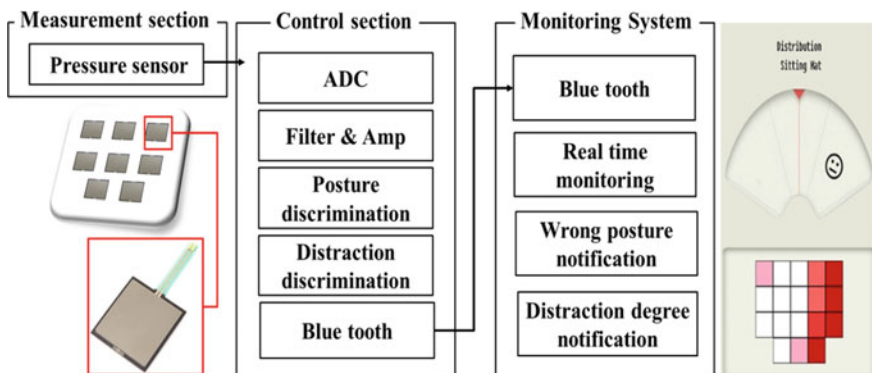 Measurement section
Pressure sensor
Control section
ADC
Filter & Amp
Posture
discrimination
Distraction
discrimination
Blue tooth
Monitoring System
Blue tooth
Real time
monitoring
Wrong posture
notification
Distraction degree
notification
Distribution
Sitting Mat